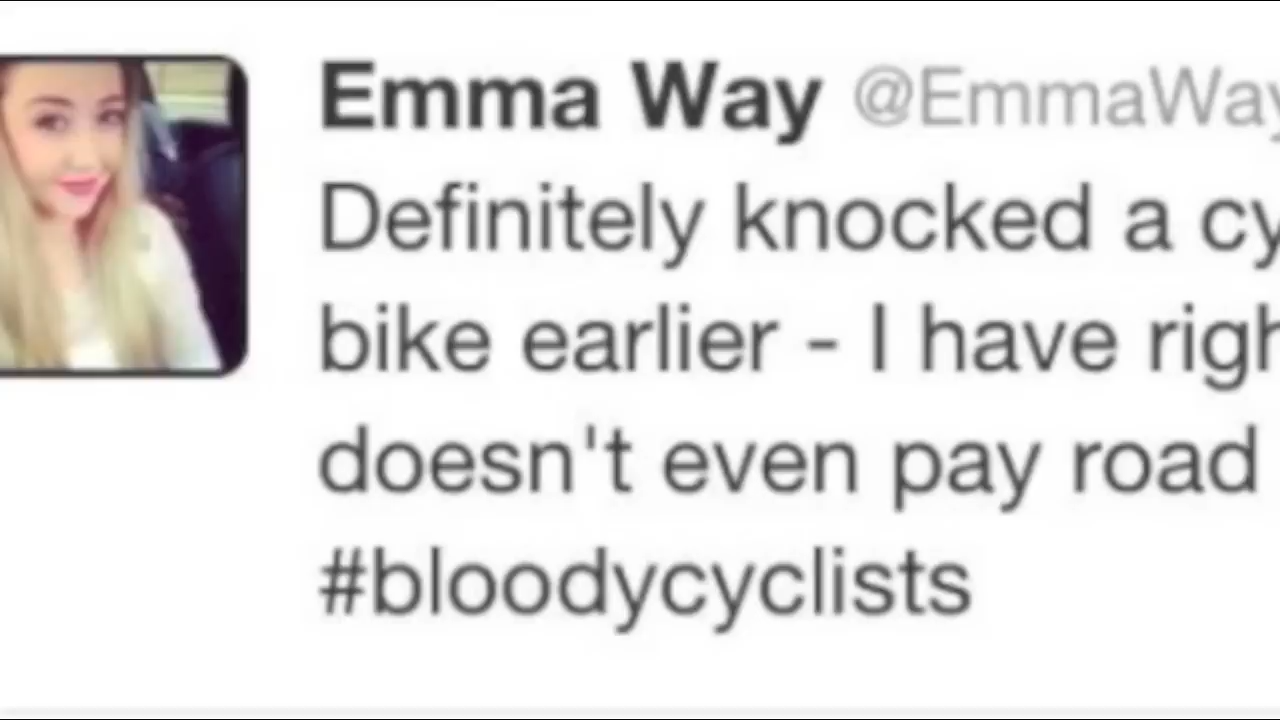 Emma Way @EmmaWay
Definitely knocked a cy
bike earlier - I have righ
doesn't even pay road
#bloodycyclists